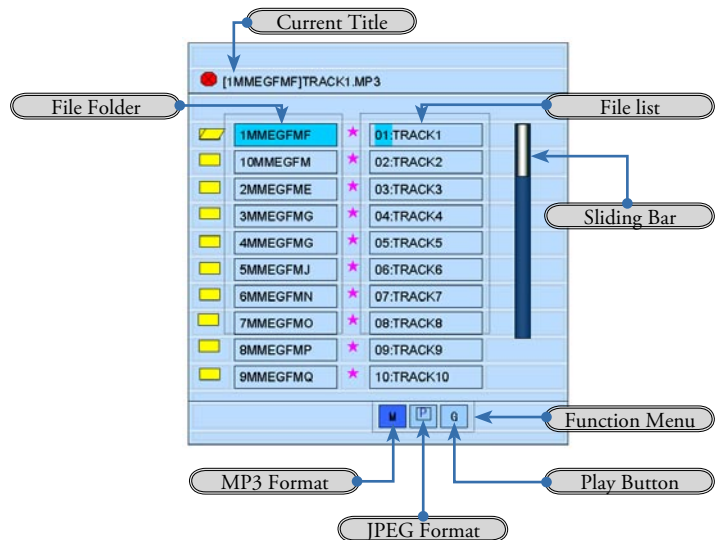 Current Title
[1MMEGFMF]TRACK1.MP3
File Folder
File list
1MMEGFMF 01:TRACK1
10MMEGFM 02:TRACK2
2MMEGFME 03:TRACK3
3MMEGFMG 04:TRACK4
Sliding Bar
4MMEGFMG 05:TRACK5
5MMEGFMJ 06:TRACK6
6MMEGFMN 07:TRACK7
7MMEGFMO 08:TRACK8
8MMEGFMP 09:TRACK9
9MMEGFMQ 10:TRACK10
M P G
Function Menu
MP3 Format
Play Button
JPEG Format